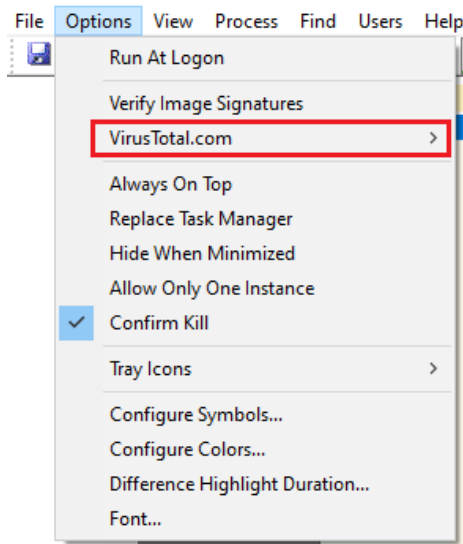 File Options View Process Find Users Help
Run At Logon
Verify Image Signatures
VirusTotal.com
Always On Top
Replace Task Manager
Hide When Minimized
Allow Only One Instance
Confirm Kill
Tray Icons
Configure Symbols...
Configure Colors...
Difference Highlight Duration...
Font...